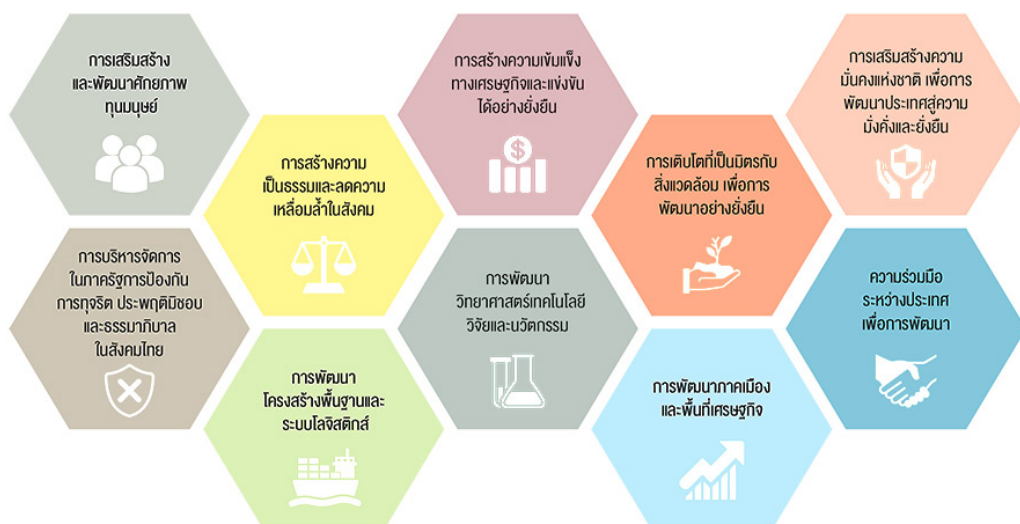 การเสริมสร้าง
และพัฒนาศักยภาพ
ทุนมนุษย์
การสร้างความ
เป็นธรรมและลดความ
เหลื่อมล้ำในสังคม
การสร้างความเข้มแข็ง
ทางเศรษฐกิจและแข่งขัน
ได้อย่างยั่งยืน
การเติบโตที่เป็นมิตรกับ
สิ่งแวดล้อม เพื่อการ
พัฒนาอย่างยั่งยืน
การเสริมสร้างความ
มั่นคงแห่งชาติ เพื่อการ
พัฒนาประเทศสู่ความ
มั่งคั่งและยั่งยืน
การบริหารจัดการ
ในภาครัฐการป้องกัน
การทุจริต ประพฤติมิชอบ
และธรรมาภิบาล
ในสังคมไทย
การพัฒนา
โครงสร้างพื้นฐานและ
ระบบโลจิสติกส์
การพัฒนา
วิทยาศาสตร์เทคโนโลยี
วิจัยและนวัตกรรม
การพัฒนาภาคเมือง
และพื้นที่เศรษฐกิจ
ความร่วมมือ
ระหว่างประเทศ
เพื่อการพัฒนา
$